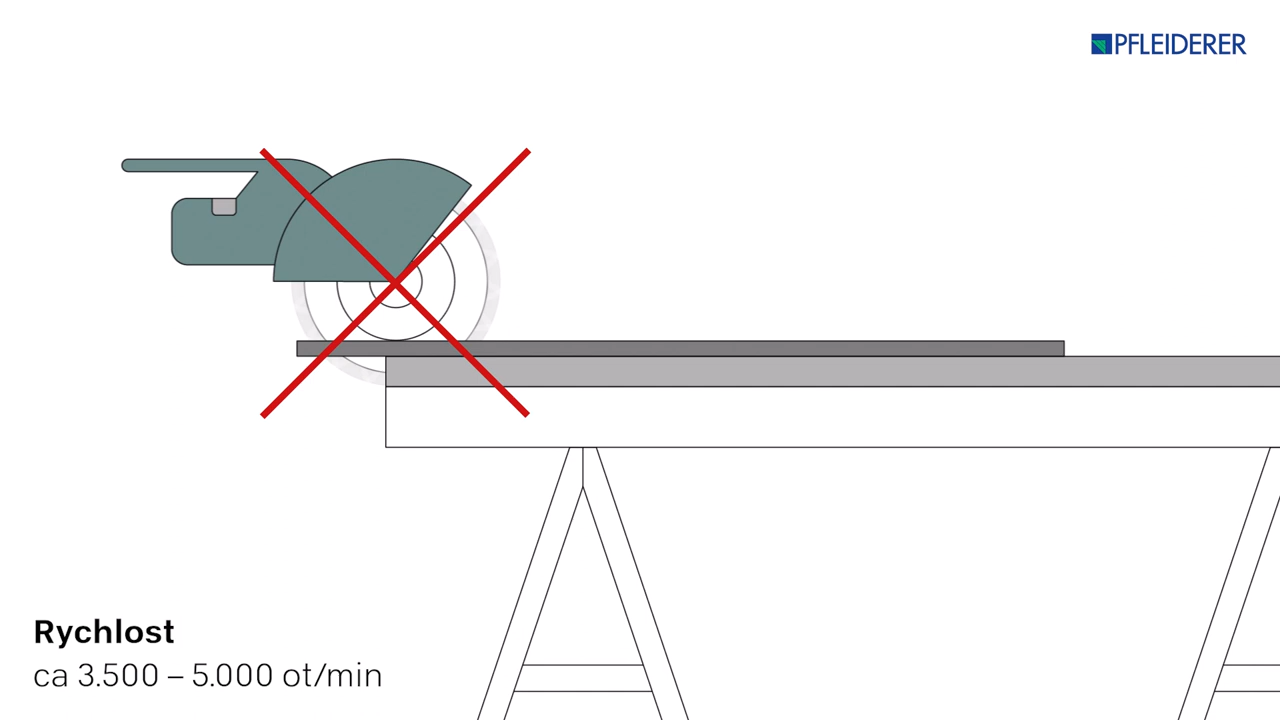 PFLEIDERER
Rychlost
ca 3.500 – 5.000 ot/min